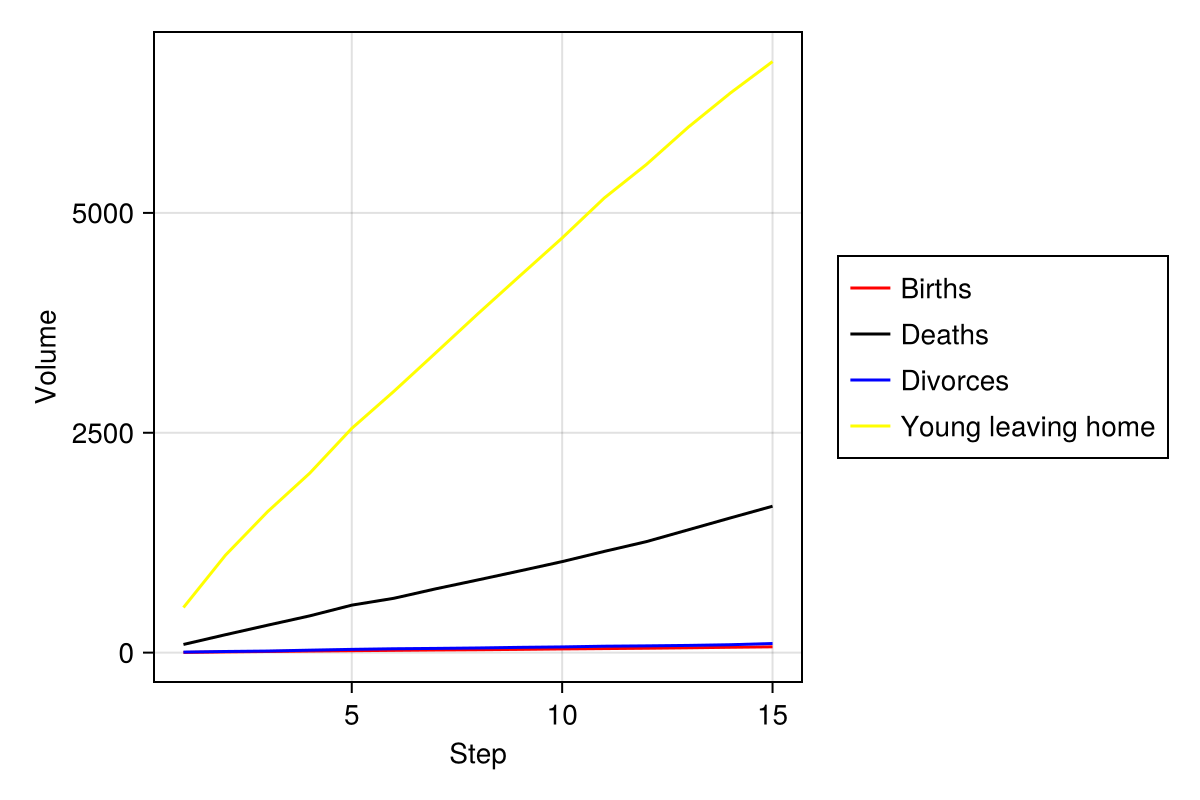 Volume
5000
2500
0
5
10
15
Step
Births
Deaths
Divorces
Young leaving home